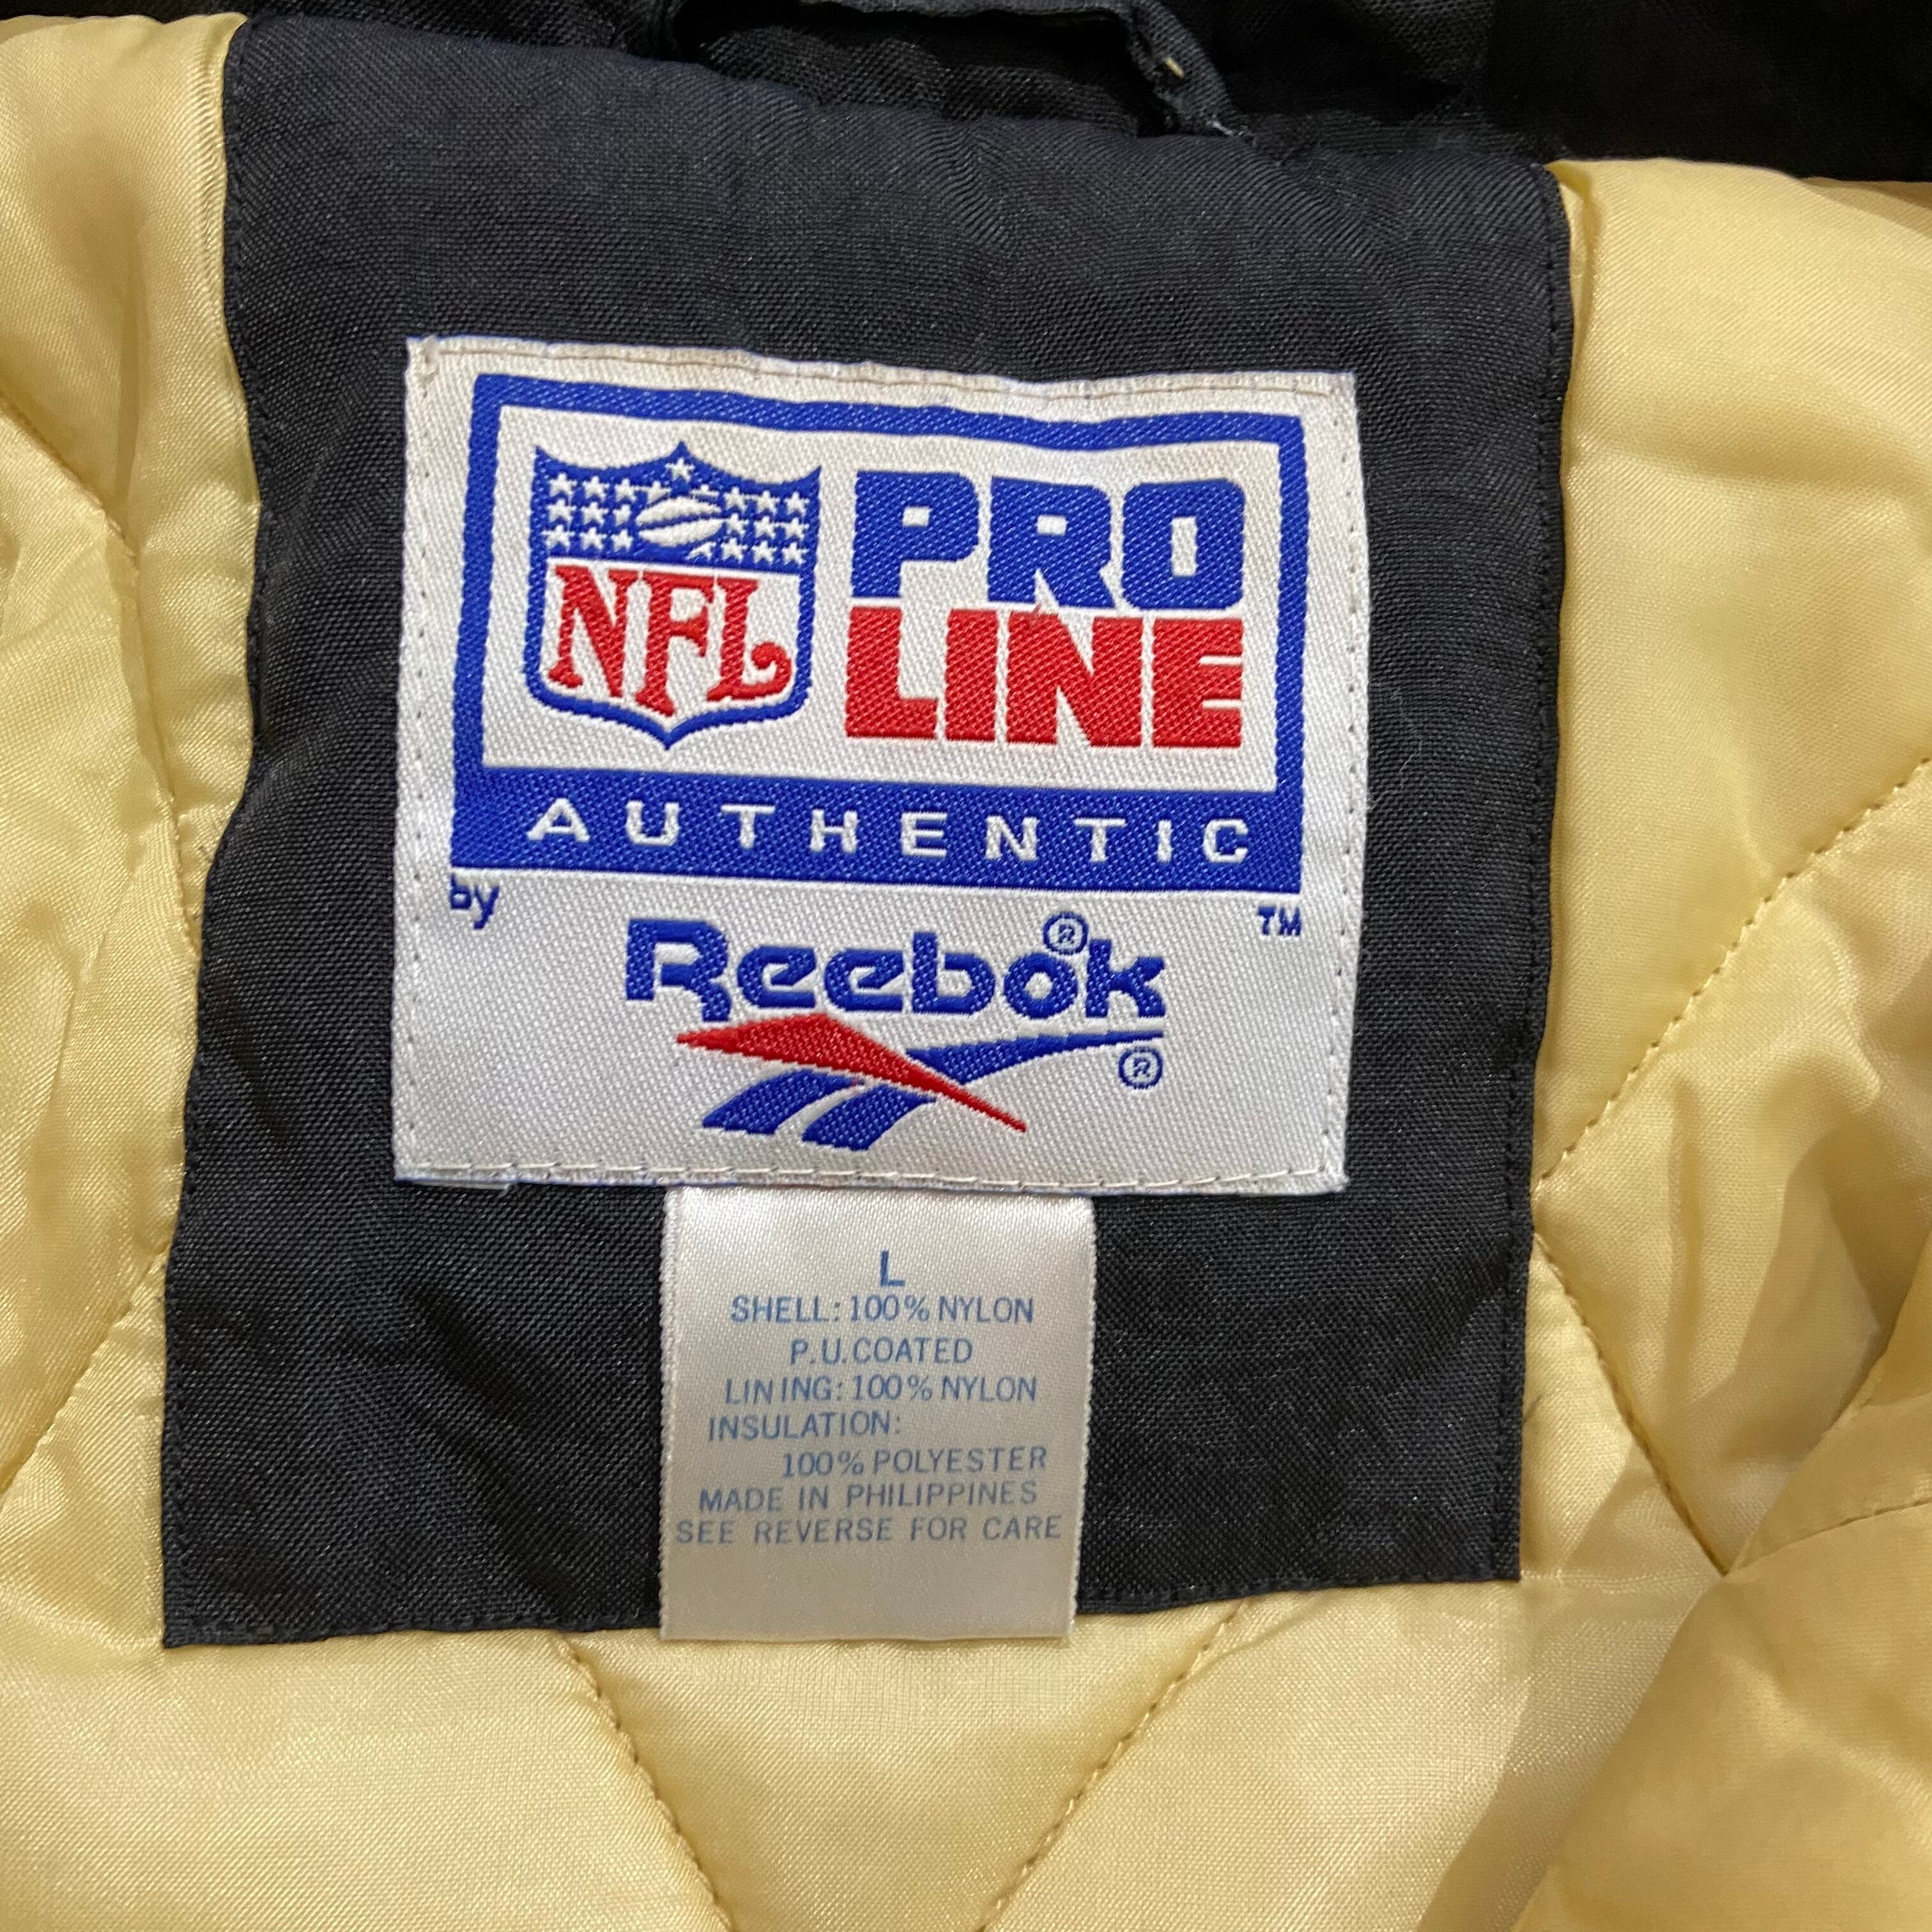 NFL
PRO
LINE
AUTHENTIC
by
TM
Reebok®
®
L
SHELL: 100% NYLON
P.U.COATED
LINING: 100% NYLON
INSULATION:
100% POLYESTER
MADE IN PHILIPPINES
SEE REVERSE FOR CARE